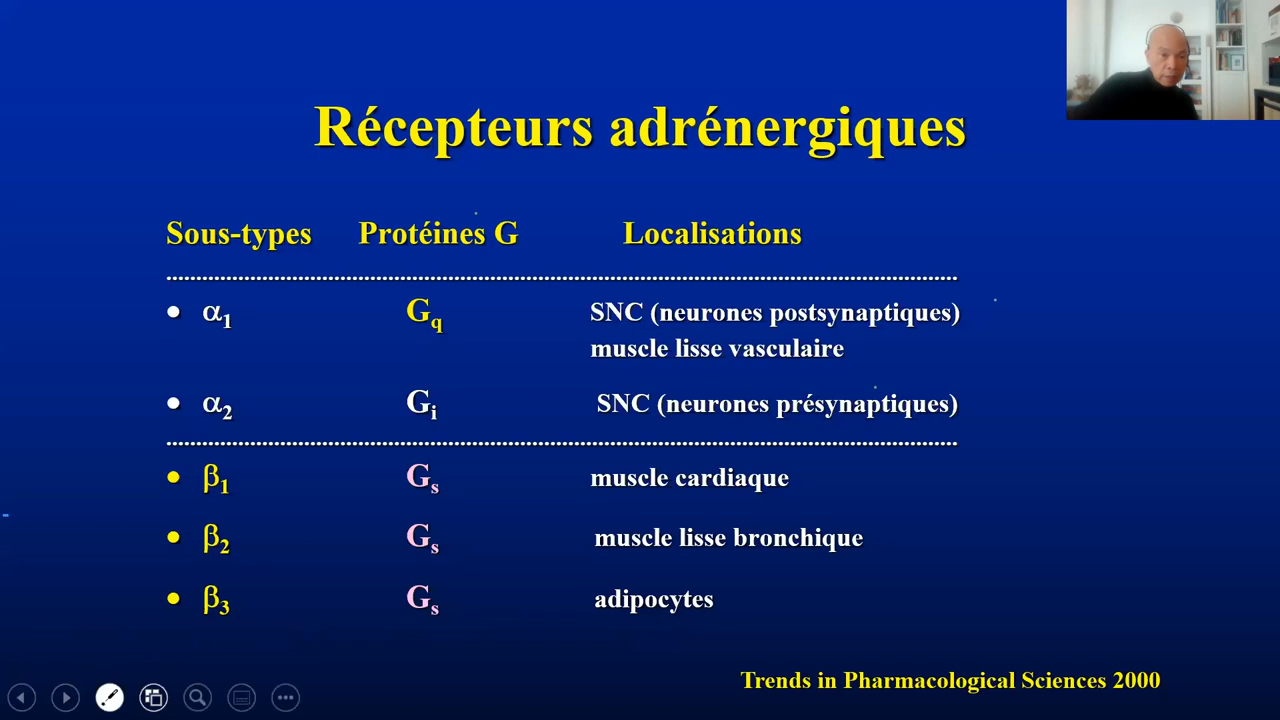 Récepteurs adrénergiques
Sous-types Protéines G Localisations
• α1 Gq SNC (neurones postsynaptiques)
muscle lisse vasculaire
• α2 Gi SNC (neurones présynaptiques)
• β1 Gs muscle cardiaque
• β2 Gs muscle lisse bronchique
• β3 Gs adipocytes
Trends in Pharmacological Sciences 2000